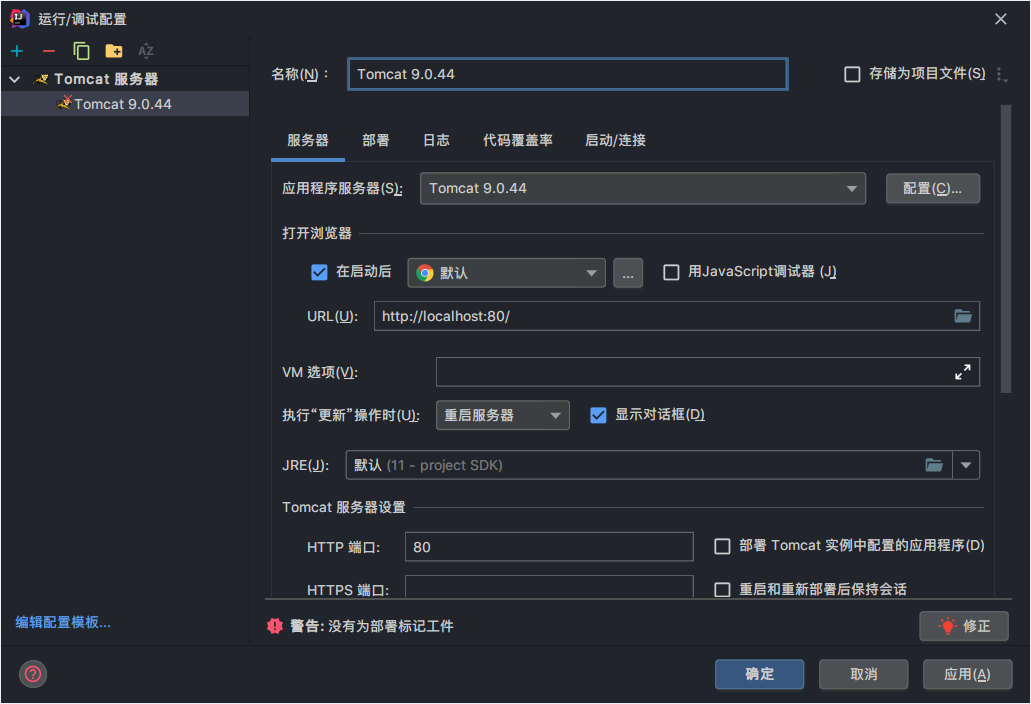 运行/调试配置
Tomcat 服务器
Tomcat 9.0.44
编辑配置模板...
名称(N)：
Tomcat 9.0.44
存储为项目文件(S)
服务器 部署 日志 代码覆盖率 启动/连接
应用程序服务器(S):
Tomcat 9.0.44
配置(C)...
打开浏览器
在启动后
默认
...
用JavaScript调试器 (J)
URL(U):
http://localhost:80/
VM 选项(V):
执行“更新”操作时(U):
重启服务器
显示对话框(D)
JRE(J):
默认 (11 - project SDK)
Tomcat 服务器设置
HTTP 端口:
80
部署 Tomcat 实例中配置的应用程序(D)
HTTPS 端口:
重启和重新部署后保持会话
警告: 没有为部署标记工件
修正
确定
取消
应用(A)